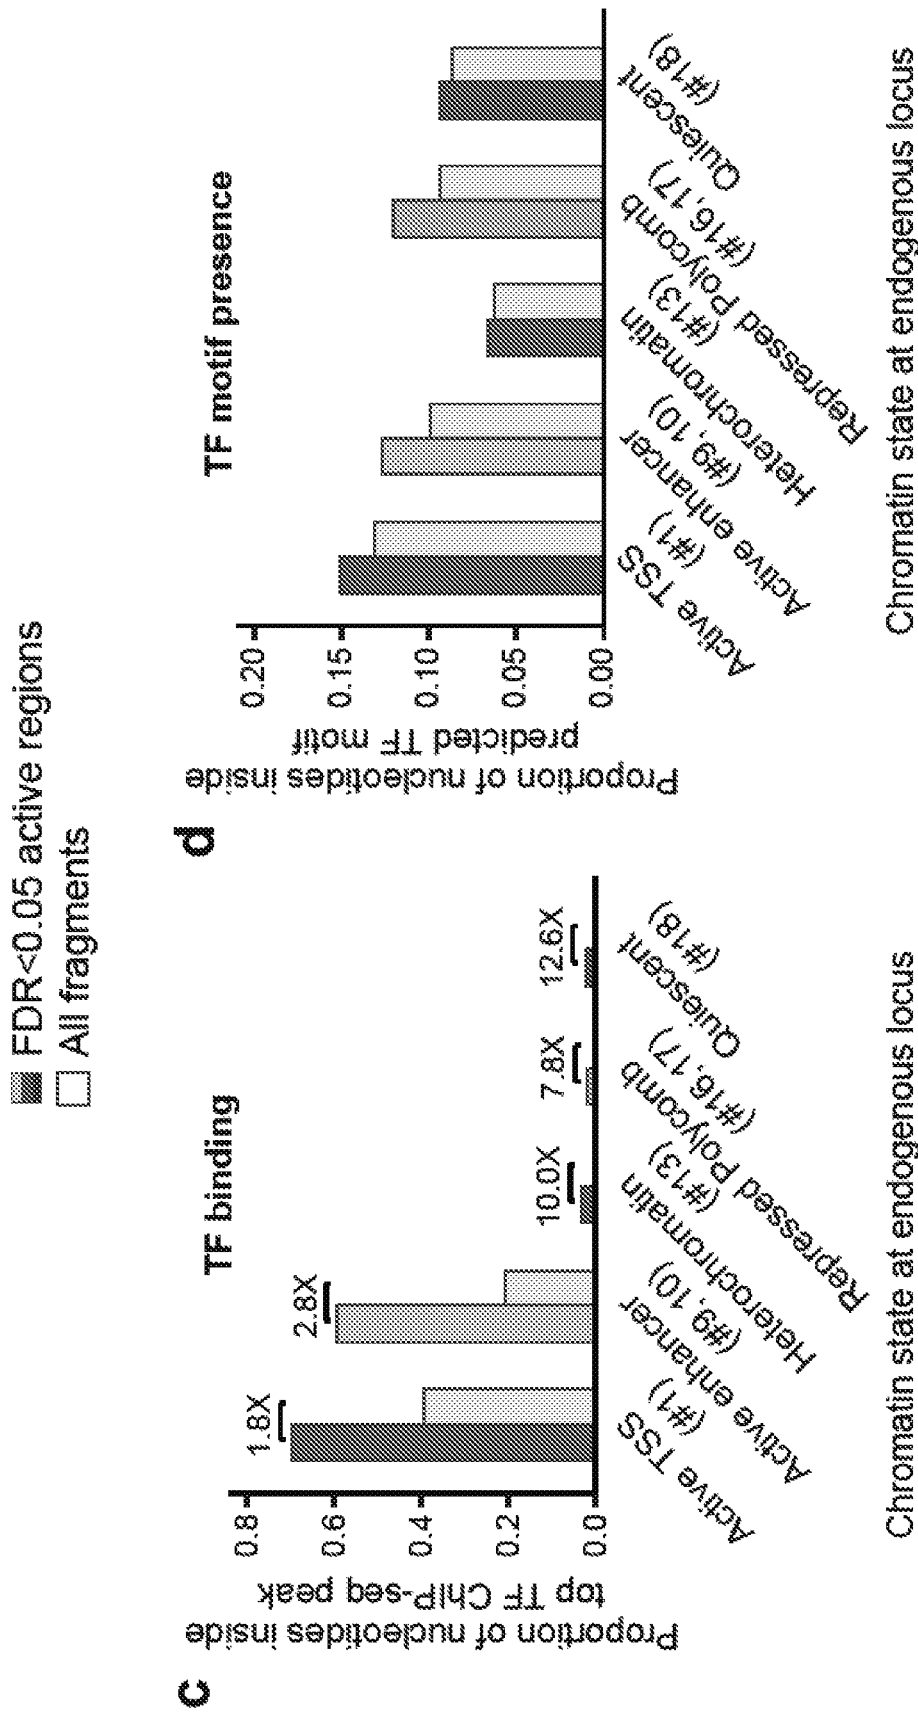 FDR<0.05 active regions
All fragments
c
TF binding
Proportion of nucleotides inside
top TF ChIP-seq peak
0.8
0.6
0.4
0.2
0.0
1.8X
2.8X
10.0X
7.8X
12.6X
Active TSS
(#1)
Active enhancer
(#9,10)
Heterochromatin
(#13)
Repressed Polycomb
(#16,17)
Quiescent
(#18)
Chromatin state at endogenous locus
d
TF motif presence
Proportion of nucleotides inside
predicted TF motif
0.20
0.15
0.10
0.05
0.00
Active TSS
(#1)
Active enhancer
(#9,10)
Heterochromatin
(#13)
Repressed Polycomb
(#16,17)
Quiescent
(#18)
Chromatin state at endogenous locus